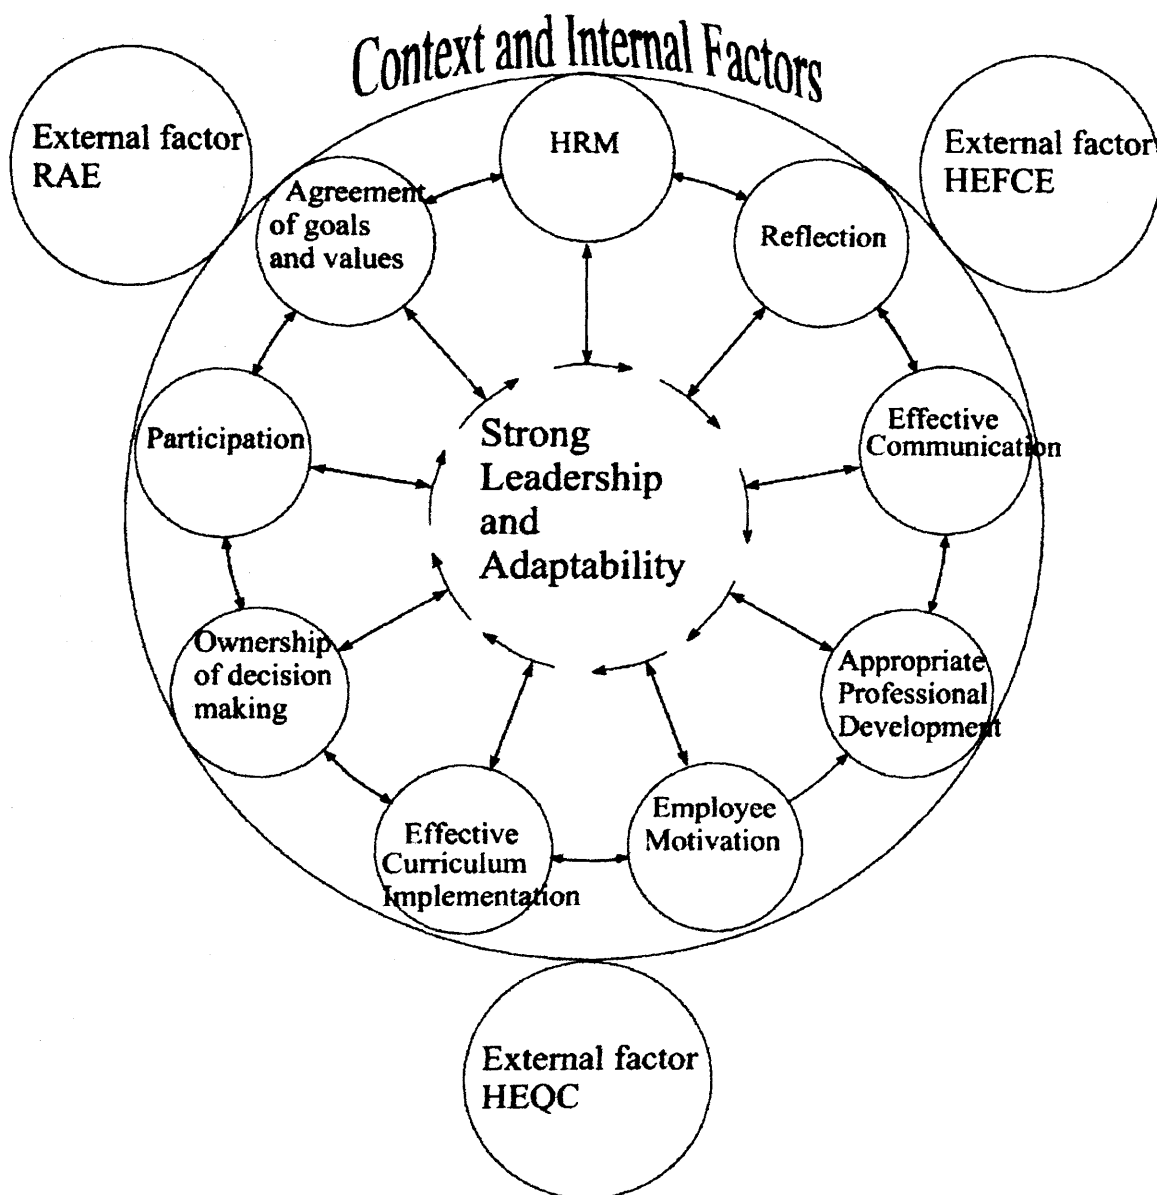 Context and Internal Factors
External factor
RAE
HRM
External factor
HEFCE
Agreement
of goals
and values
Reflection
Participation
Strong
Leadership
and
Adaptability
Effective
Communication
Ownership
of decision
making
Appropriate
Professional
Development
Effective
Curriculum
Implementation
Employee
Motivation
External factor
HEQC